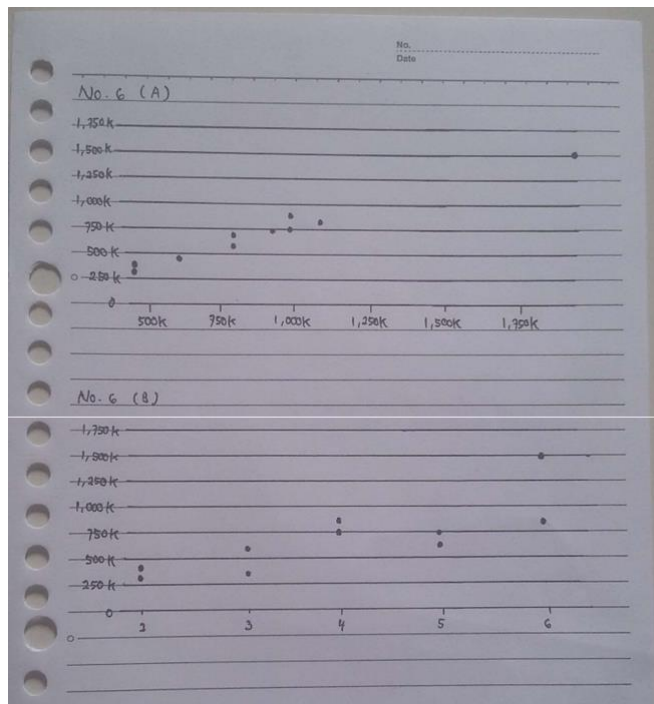 No.
Date
No. 6 (A)
1,750k
1,500k
1,250k
1,000k
750k
500k
250k
0
500k 750k 1,000k 1,250k 1,500k 1,750k
No. 6 (B)
1,750k
1,500k
1,250k
1,000k
750k
500k
250k
0
2 3 4 5 6